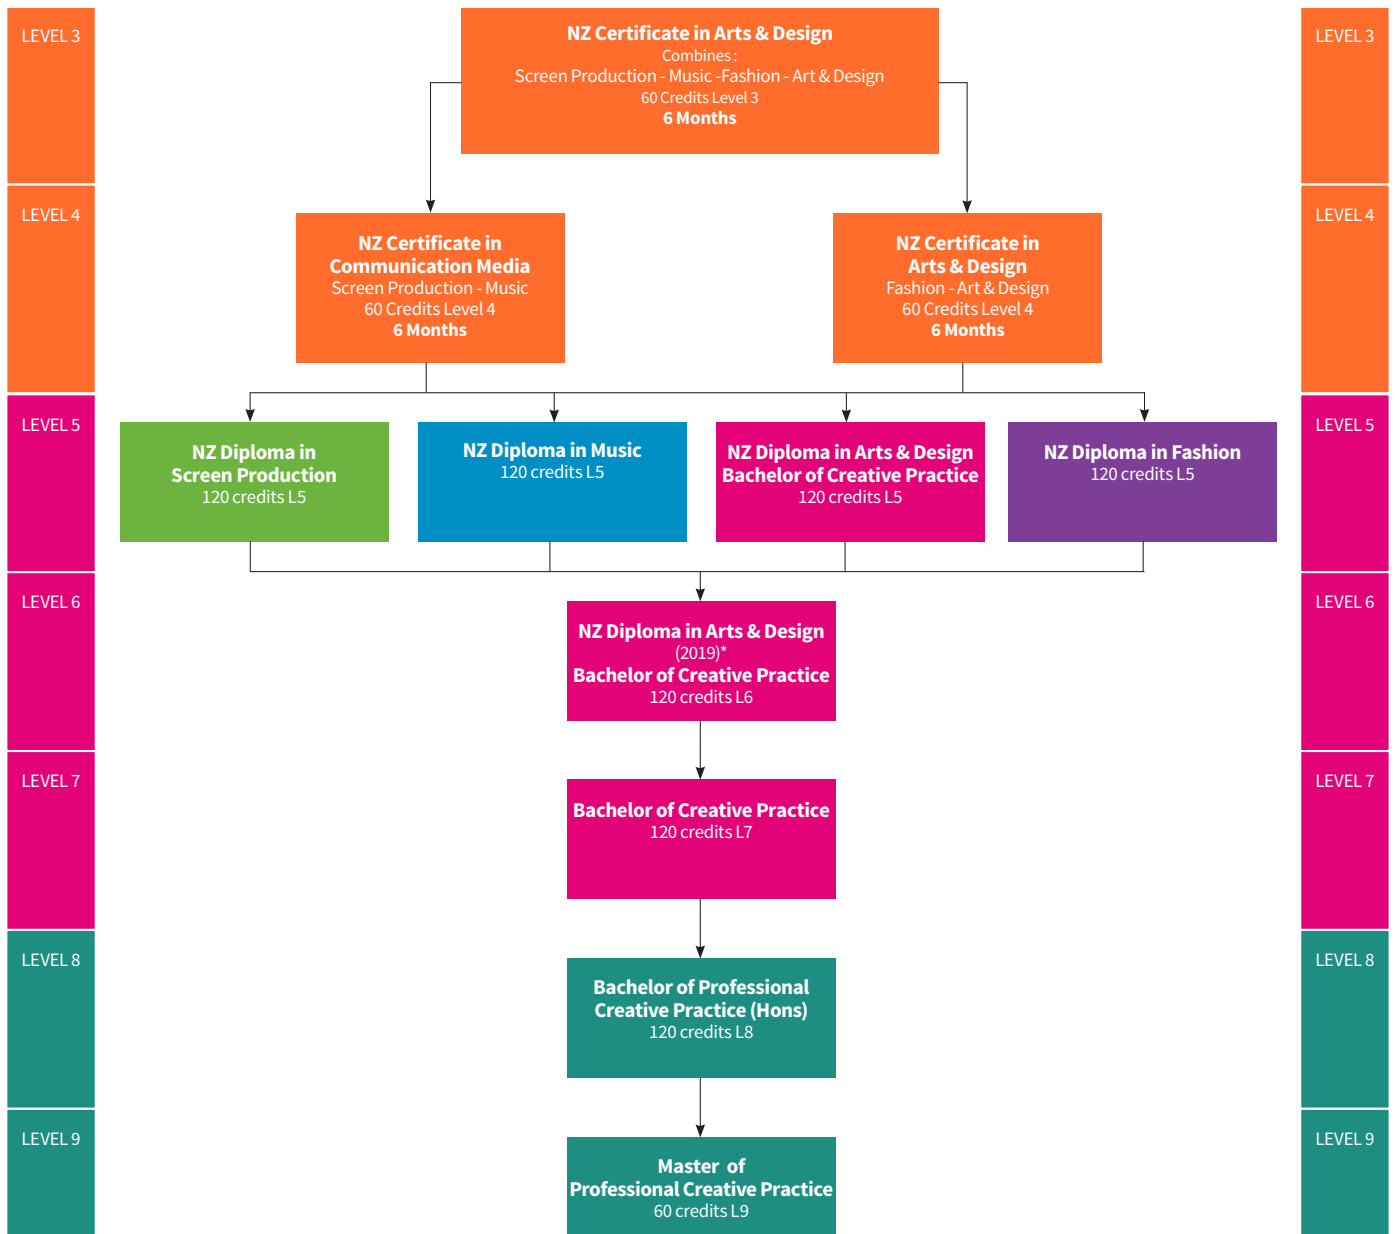 LEVEL 3
NZ Certificate in Arts & Design
Combines :
Screen Production - Music -Fashion - Art & Design
60 Credits Level 3
6 Months
LEVEL 3
LEVEL 4
NZ Certificate in
Communication Media
Screen Production - Music
60 Credits Level 4
6 Months
NZ Certificate in
Arts & Design
Fashion - Art & Design
60 Credits Level 4
6 Months
LEVEL 4
LEVEL 5
NZ Diploma in
Screen Production
120 credits L5
NZ Diploma in Music
120 credits L5
NZ Diploma in Arts & Design
Bachelor of Creative Practice
120 credits L5
NZ Diploma in Fashion
120 credits L5
LEVEL 5
LEVEL 6
NZ Diploma in Arts & Design
(2019)*
Bachelor of Creative Practice
120 credits L6
LEVEL 6
LEVEL 7
Bachelor of Creative Practice
120 credits L7
LEVEL 7
LEVEL 8
Bachelor of Professional
Creative Practice (Hons)
120 credits L8
LEVEL 8
LEVEL 9
Master of
Professional Creative Practice
60 credits L9
LEVEL 9